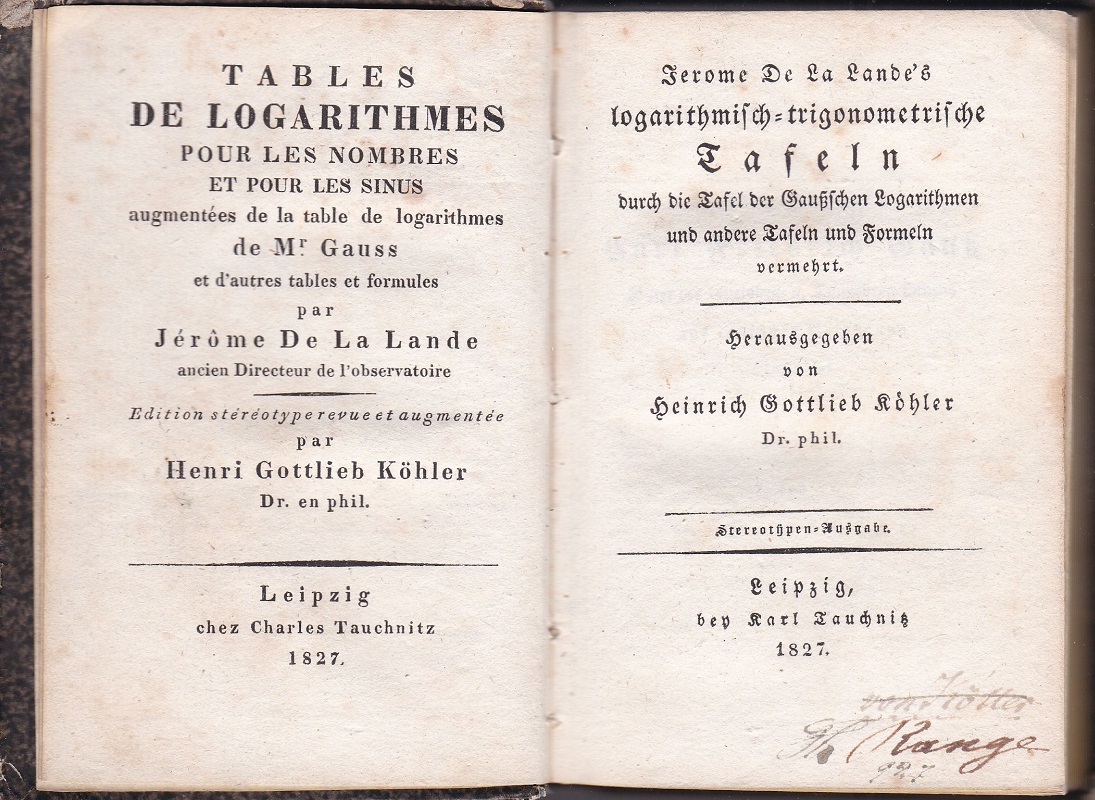 TABLES
DE LOGARITHMES
POUR LES NOMBRES
ET POUR LES SINUS
augmentées de la table de logarithmes
de Mr. Gauss
et d'autres tables et formules
par
Jérôme De La Lande
ancien Directeur de l'observatoire
Edition stéréotype revue et augmentée
par
Henri Gottlieb Köhler
Dr. en phil.
Leipzig
chez Charles Tauchnitz
1827.
Jerome De La Lande's
logarithmisch-trigonometrische
Tafeln
durch die Tafel der Gaußschen Logarithmen
und andere Tafeln und Formeln
vermehrt.
Herausgegeben
von
Heinrich Gottlieb Köhler
Dr. phil.
Stereotypen-Ausgabe.
Leipzig,
bey Karl Tauchnitz
1827.
Range